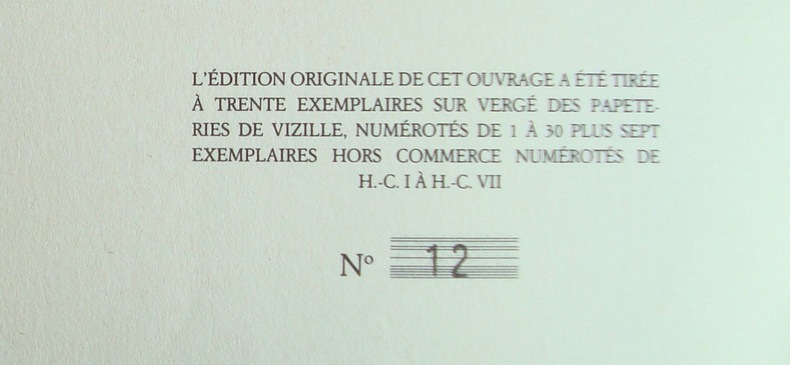 L'ÉDITION ORIGINALE DE CET OUVRAGE A ÉTÉ TIRÉE
À TRENTE EXEMPLAIRES SUR VERGÉ DES PAPETE-
RIES DE VIZILLE, NUMÉROTÉS DE 1 À 30 PLUS SEPT
EXEMPLAIRES HORS COMMERCE NUMÉROTÉS DE
H.-C. I À H.-C. VII
Nº 12